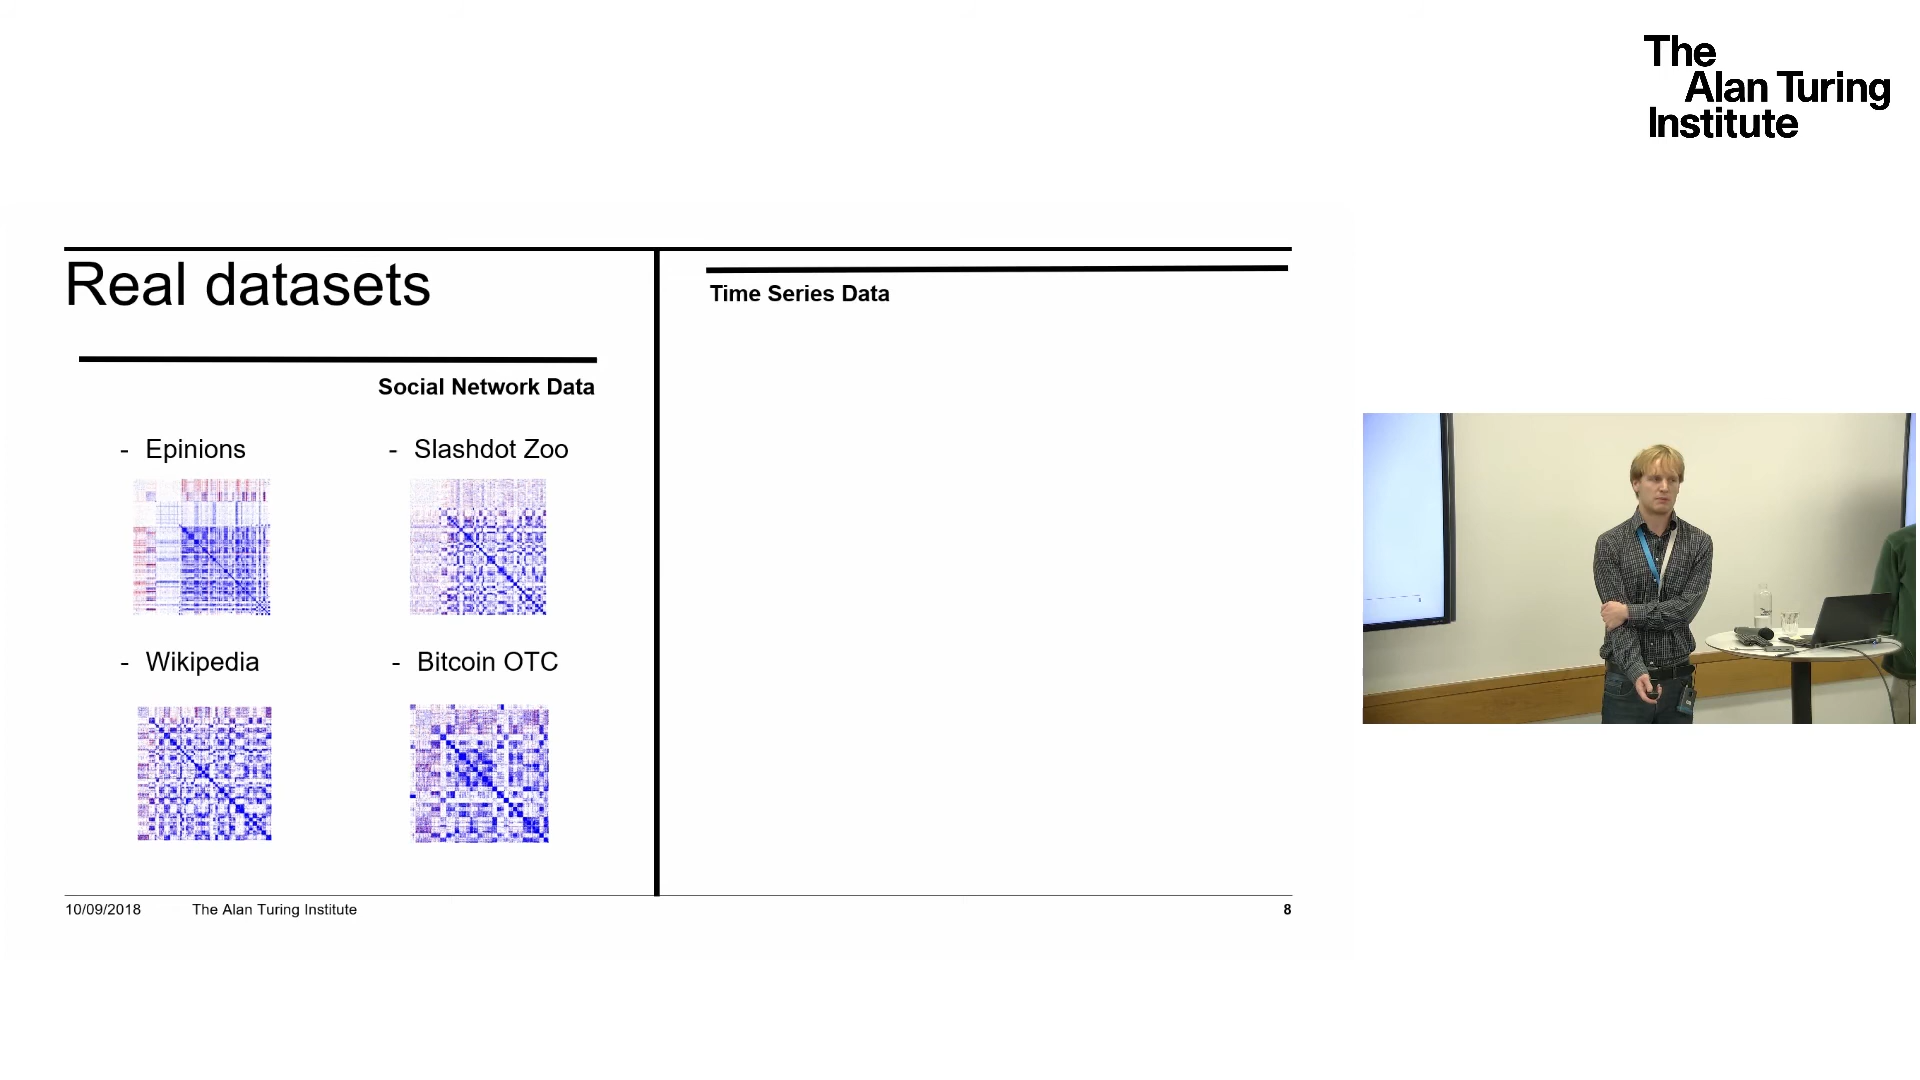 The
Alan Turing
Institute
Real datasets
Social Network Data
- Epinions
- Slashdot Zoo
- Wikipedia
- Bitcoin OTC
Time Series Data
10/09/2018
The Alan Turing Institute
8